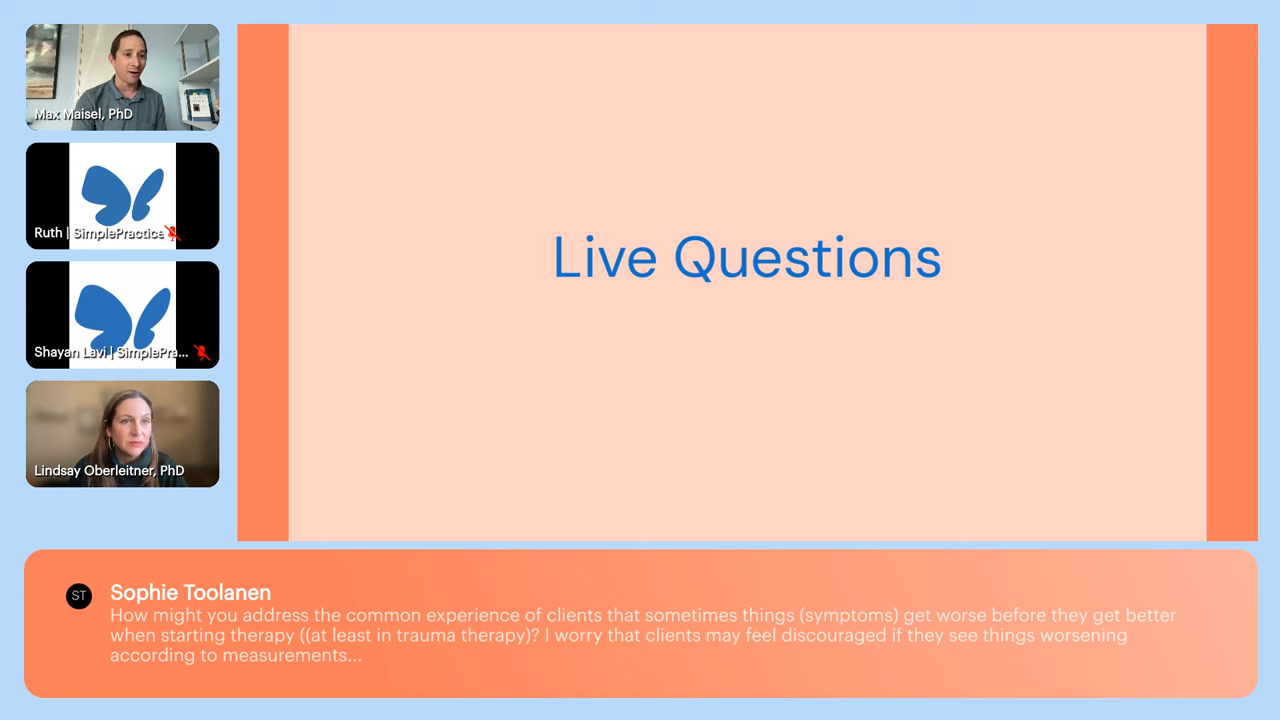 Max Maisel, PhD
Ruth | SimplePractice
Shayan Lavi | SimplePra...
Lindsay Oberleitner, PhD
Live Questions
ST
Sophie Toolanen
How might you address the common experience of clients that sometimes things (symptoms) get worse before they get better
when starting therapy ((at least in trauma therapy)? I worry that clients may feel discouraged if they see things worsening
according to measurements...